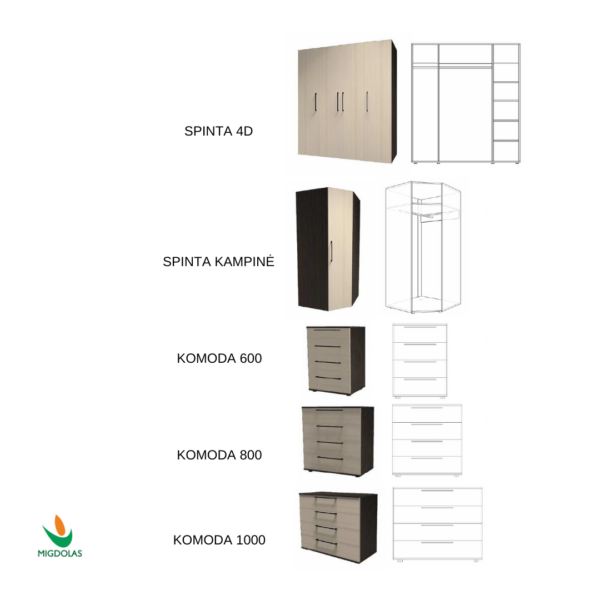 SPINTA 4D
SPINTA KAMPINĖ
KOMODA 600
KOMODA 800
KOMODA 1000
MIGDOLAS